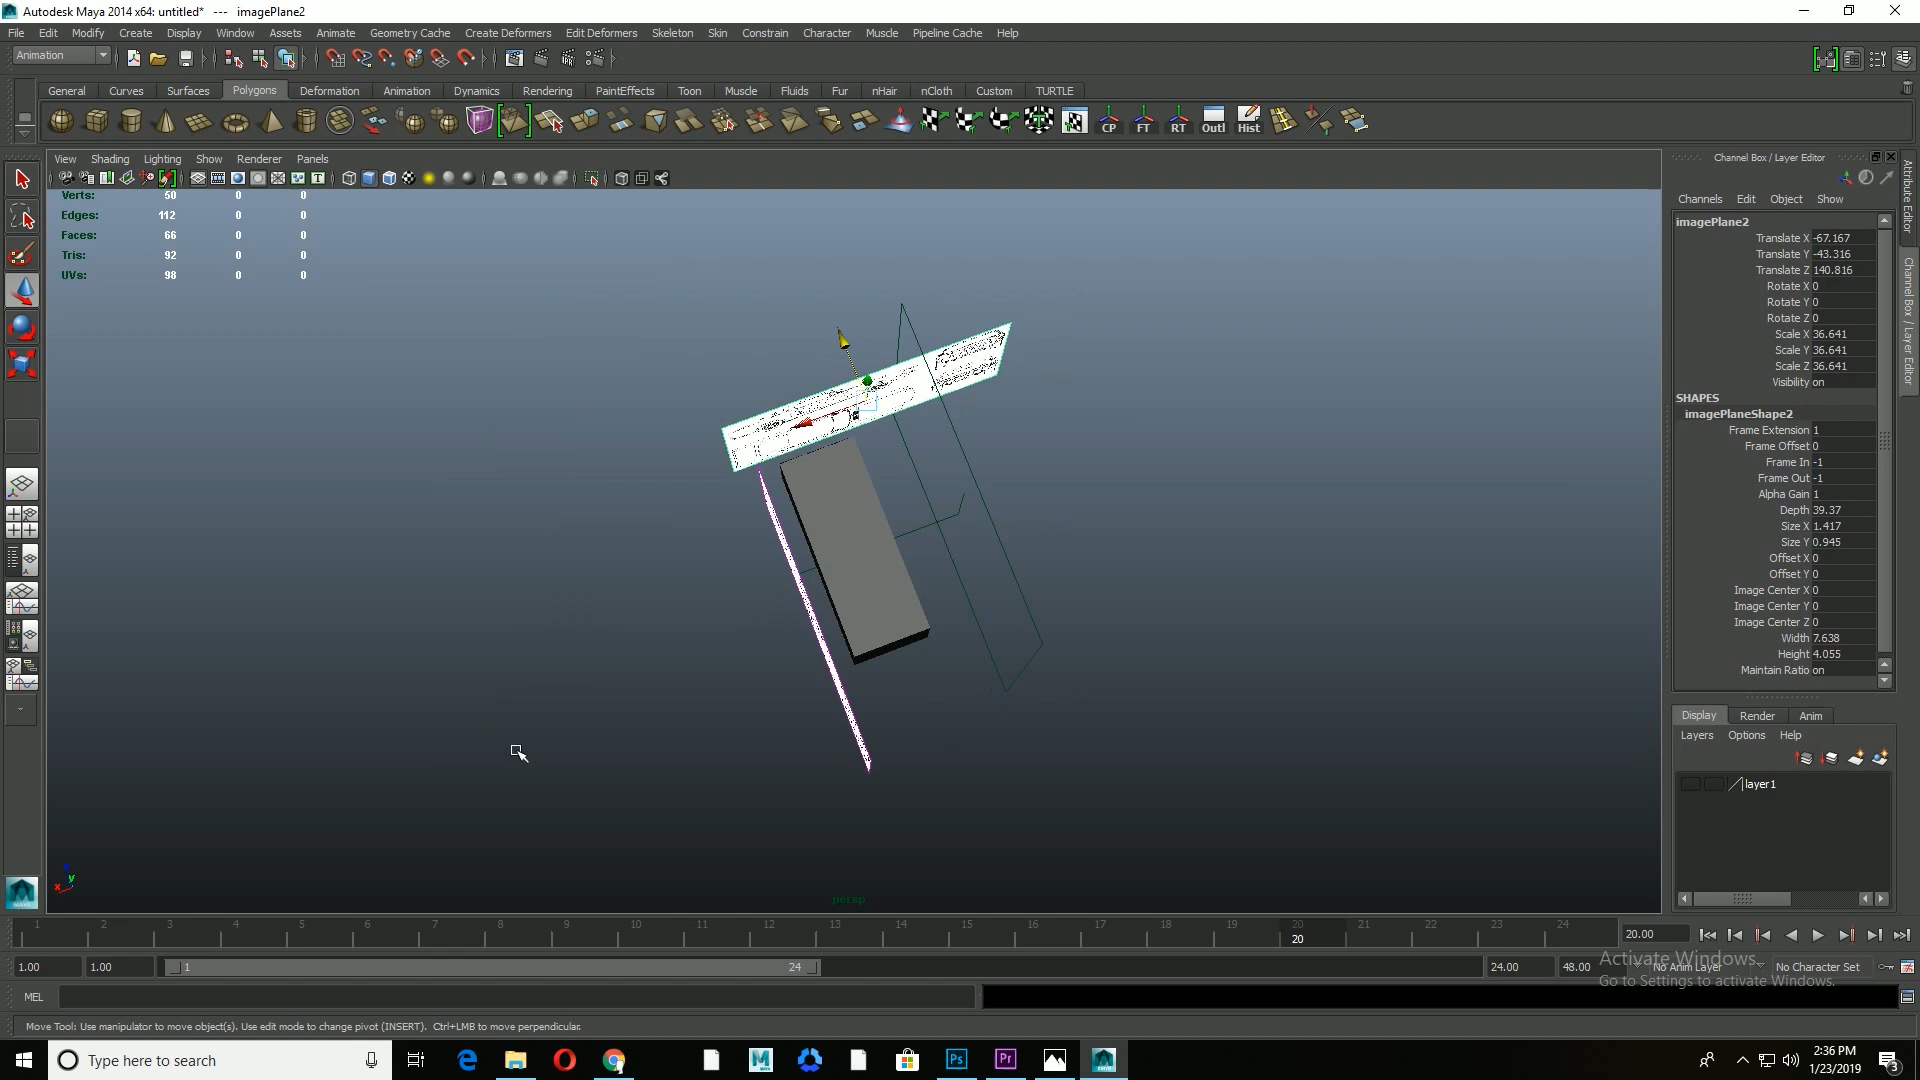 Autodesk Maya 2014 x64: untitled* --- imagePlane2
File Edit Modify Create Display Window Assets Animate Geometry Cache Create Deformers Edit Deformers Skeleton Skin Constrain Character Muscle Pipeline Cache Help
Animation
General Curves Surfaces Polygons Deformation Animation Dynamics Rendering PaintEffects Toon Muscle Fluids Fur nHair nCloth Custom TURTLE
CP FT RT Outl Hist
View Shading Lighting Show Renderer Panels
Verts: 50 0 0
Edges: 112 0 0
Faces: 66 0 0
Tris: 92 0 0
UVs: 98 0 0
persp
Channel Box / Layer Editor
Channels Edit Object Show
imagePlane2
Translate X -67.167
Translate Y -43.316
Translate Z 140.816
Rotate X 0
Rotate Y 0
Rotate Z 0
Scale X 36.641
Scale Y 36.641
Scale Z 36.641
Visibility on
SHAPES
imagePlaneShape2
Frame Extension 1
Frame Offset 0
Frame In -1
Frame Out -1
Alpha Gain 1
Depth 39.37
Size X 1.417
Size Y 0.945
Offset X 0
Offset Y 0
Image Center X 0
Image Center Y 0
Image Center Z 0
Width 7.638
Height 4.055
Maintain Ratio on
Attribute Editor
Channel Box / Layer Editor
Display Render Anim
Layers Options Help
layer1
1 2 3 4 5 6 7 8 9 10 11 12 13 14 15 16 17 18 19 20 21 22 23 24
20
20.00
1.00 1.00 1 24 24.00 48.00 No Anim Layer No Character Set
Activate Windows
Go to Settings to activate Windows.
MEL
Move Tool: Use manipulator to move object(s). Use edit mode to change pivot (INSERT). Ctrl+LMB to move perpendicular.
Type here to search
Ps Pr
2:36 PM
1/23/2019
3